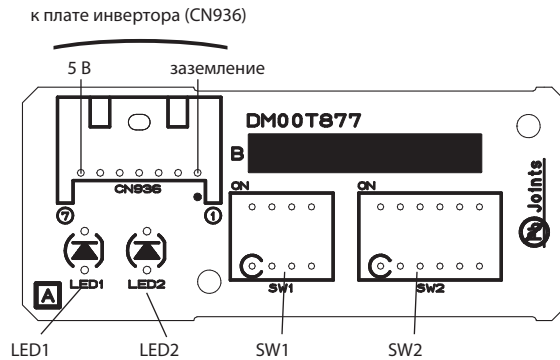 к плате инвертора (CN936)
5 В заземление
DM00T877
B
CN936
ON ON
7 1
Pb Joints
LED1 LED2 SW1 SW2
A
LED1 LED2 SW1 SW2